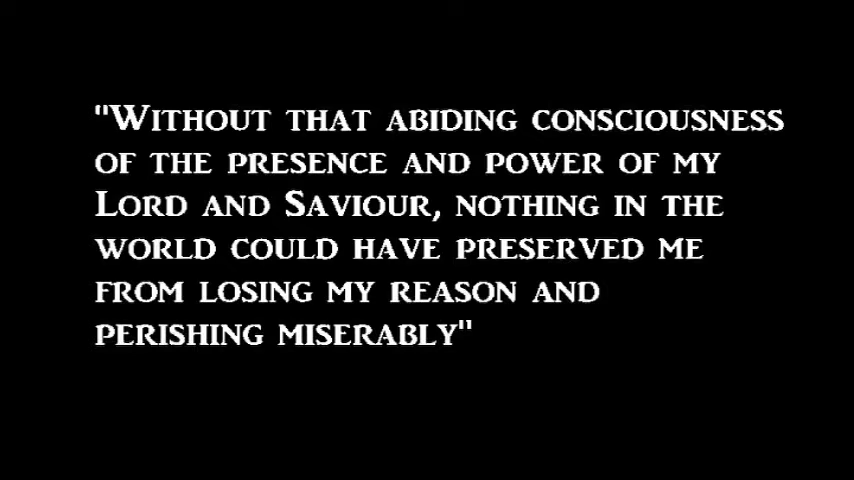 "Without that abiding consciousness
of the presence and power of my
Lord and Saviour, nothing in the
world could have preserved me
from losing my reason and
perishing miserably"